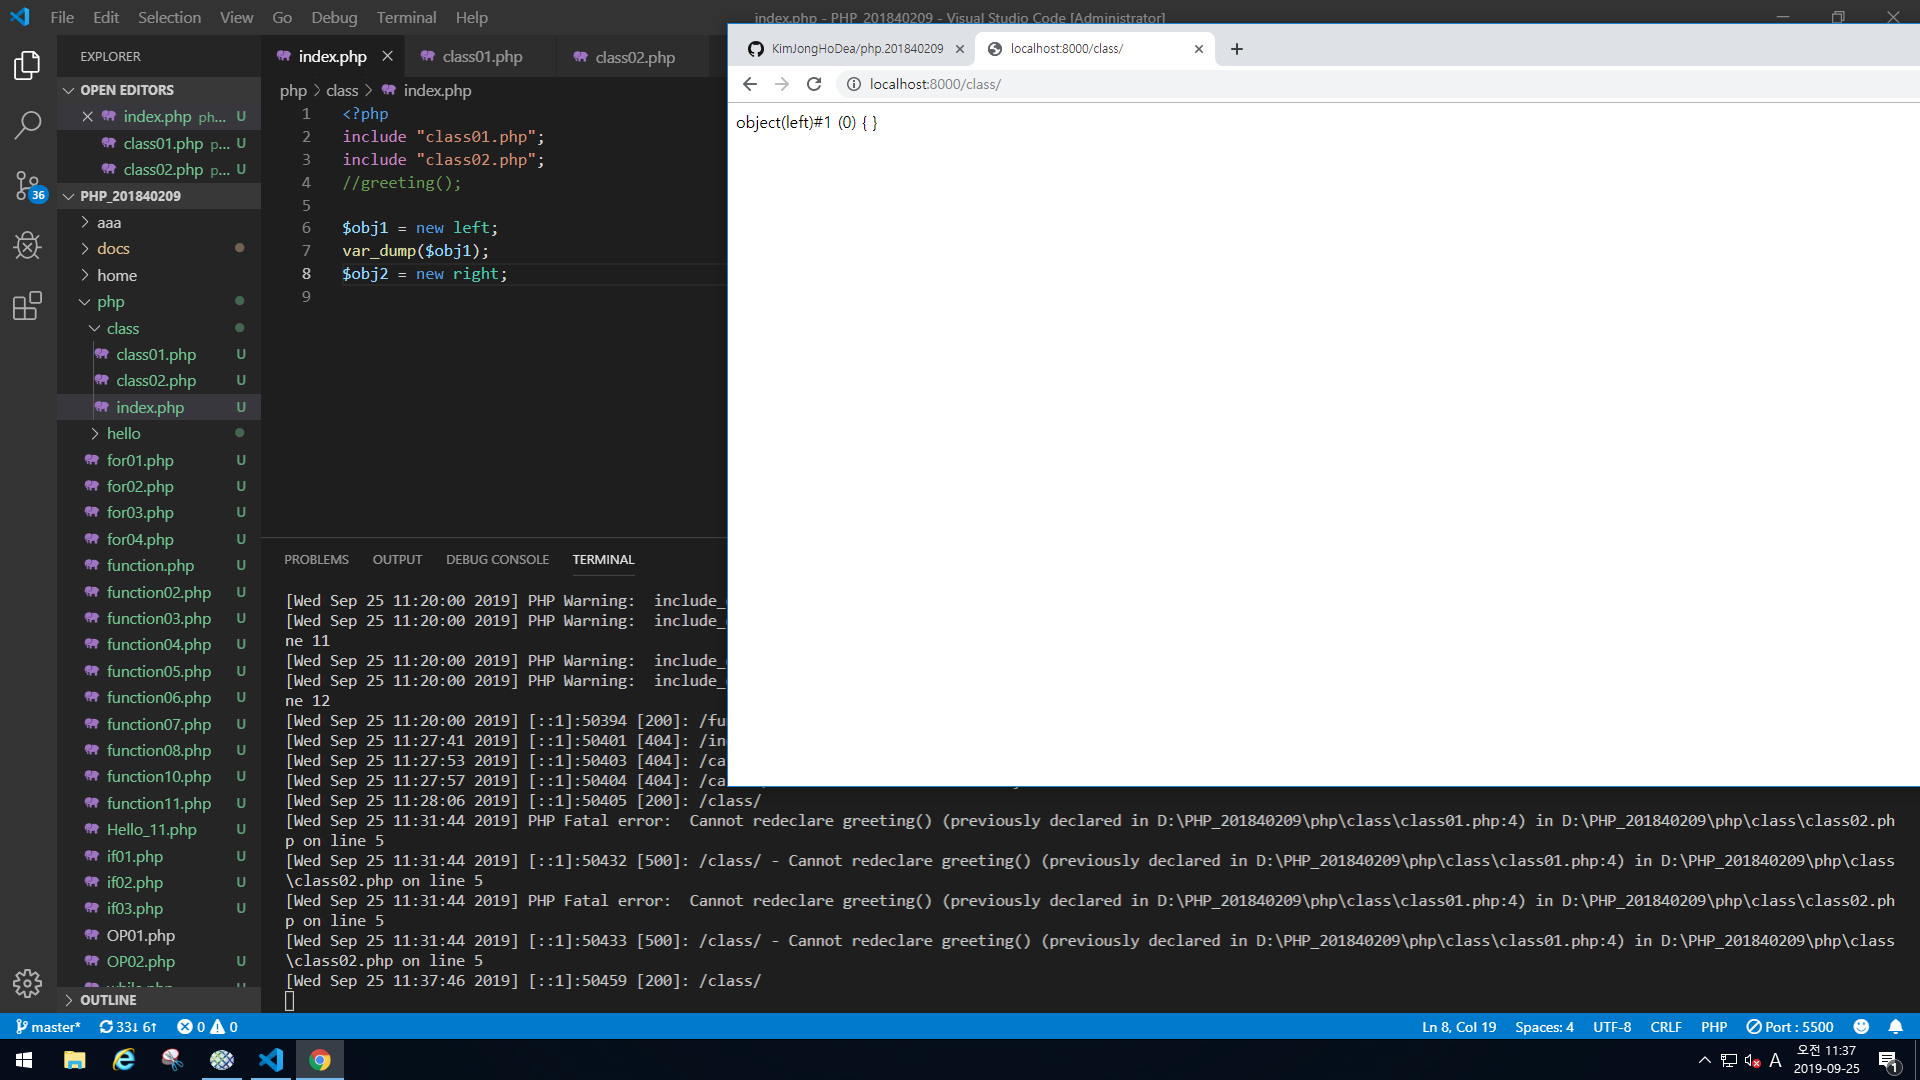 File Edit Selection View Go Debug Terminal Help
index.php - PHP_201840209 - Visual Studio Code [Administrator]
EXPLORER
OPEN EDITORS
index.php ph... U
class01.php p... U
class02.php p... U
PHP_201840209
aaa
docs
home
php
class
class01.php U
class02.php U
index.php U
hello
for01.php U
for02.php U
for03.php U
for04.php U
function.php U
function02.php U
function03.php U
function04.php U
function05.php U
function06.php U
function07.php U
function08.php U
function10.php U
function11.php U
Hello_11.php U
if01.php U
if02.php U
if03.php U
OP01.php
OP02.php U
OUTLINE
36
index.php class01.php class02.php
php > class > index.php
1 <?php
2 include "class01.php";
3 include "class02.php";
4 //greeting();
5
6 $obj1 = new left;
7 var_dump($obj1);
8 $obj2 = new right;
9
PROBLEMS OUTPUT DEBUG CONSOLE TERMINAL
[Wed Sep 25 11:20:00 2019] PHP Warning: include_
[Wed Sep 25 11:20:00 2019] PHP Warning: include_
ne 11
[Wed Sep 25 11:20:00 2019] PHP Warning: include_
[Wed Sep 25 11:20:00 2019] PHP Warning: include_
ne 12
[Wed Sep 25 11:20:00 2019] [::1]:50394 [200]: /fu
[Wed Sep 25 11:27:41 2019] [::1]:50401 [404]: /in
[Wed Sep 25 11:27:53 2019] [::1]:50403 [404]: /ca
[Wed Sep 25 11:27:57 2019] [::1]:50404 [404]: /ca
[Wed Sep 25 11:28:06 2019] [::1]:50405 [200]: /class/
[Wed Sep 25 11:31:44 2019] PHP Fatal error: Cannot redeclare greeting() (previously declared in D:\PHP_201840209\php\class\class01.php:4) in D:\PHP_201840209\php\class\class02.ph
p on line 5
[Wed Sep 25 11:31:44 2019] [::1]:50432 [500]: /class/ - Cannot redeclare greeting() (previously declared in D:\PHP_201840209\php\class\class01.php:4) in D:\PHP_201840209\php\class
\class02.php on line 5
[Wed Sep 25 11:31:44 2019] PHP Fatal error: Cannot redeclare greeting() (previously declared in D:\PHP_201840209\php\class\class01.php:4) in D:\PHP_201840209\php\class\class02.ph
p on line 5
[Wed Sep 25 11:31:44 2019] [::1]:50433 [500]: /class/ - Cannot redeclare greeting() (previously declared in D:\PHP_201840209\php\class\class01.php:4) in D:\PHP_201840209\php\class
\class02.php on line 5
[Wed Sep 25 11:37:46 2019] [::1]:50459 [200]: /class/
KimJongHoDea/php.201840209 localhost:8000/class/
localhost:8000/class/
object(left)#1 (0) { }
master* 33↓ 6↑ 0 0 Ln 8, Col 19 Spaces: 4 UTF-8 CRLF PHP Port : 5500
A 오전 11:37
2019-09-25
1